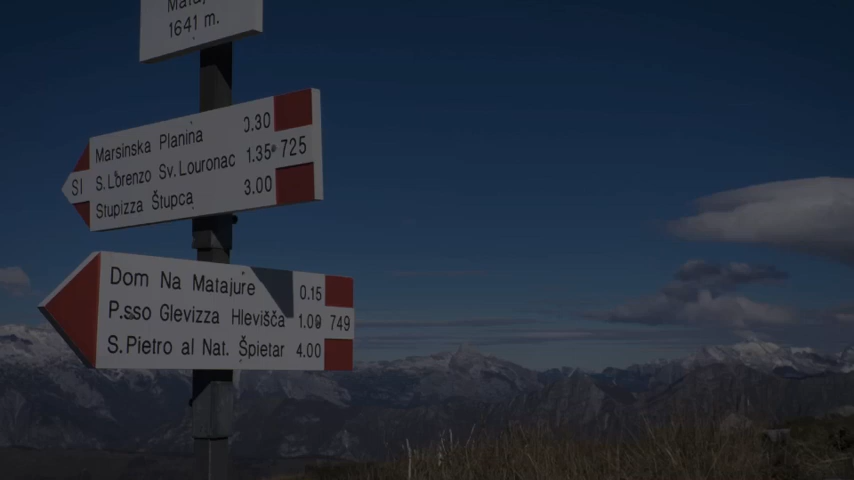 1641 m.
Marsinska Planina 0.30
SI S.Lorenzo Sv.Louronac 1.35 725
Stupizza Štupca 3.00
Dom Na Matajure 0.15
P.sso Glevizza Hlevišča 1.00 749
S.Pietro al Nat. Špietar 4.00